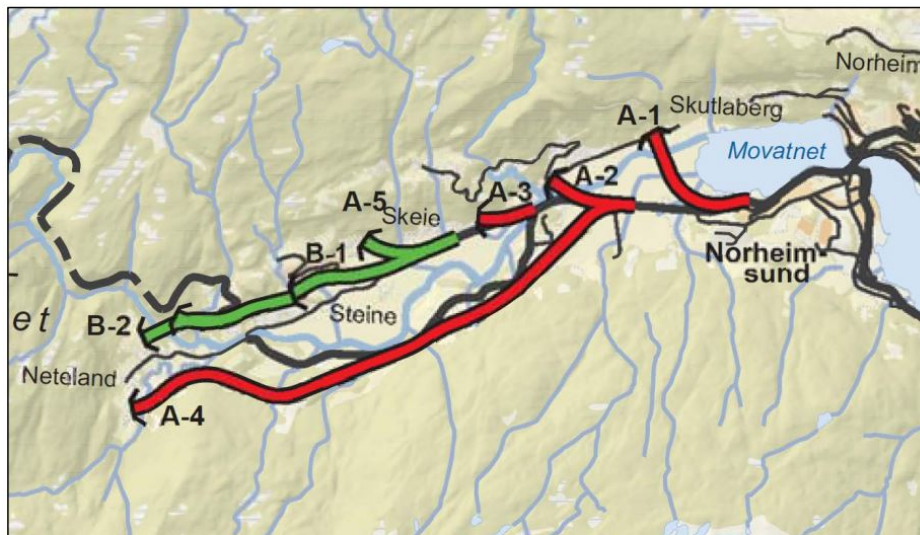 Norheim
A-1
Skutlaberg
Movatnet
A-2
A-3
A-5
Skeie
B-1
Norheim-
sund
Steine
et
B-2
Neteland
A-4